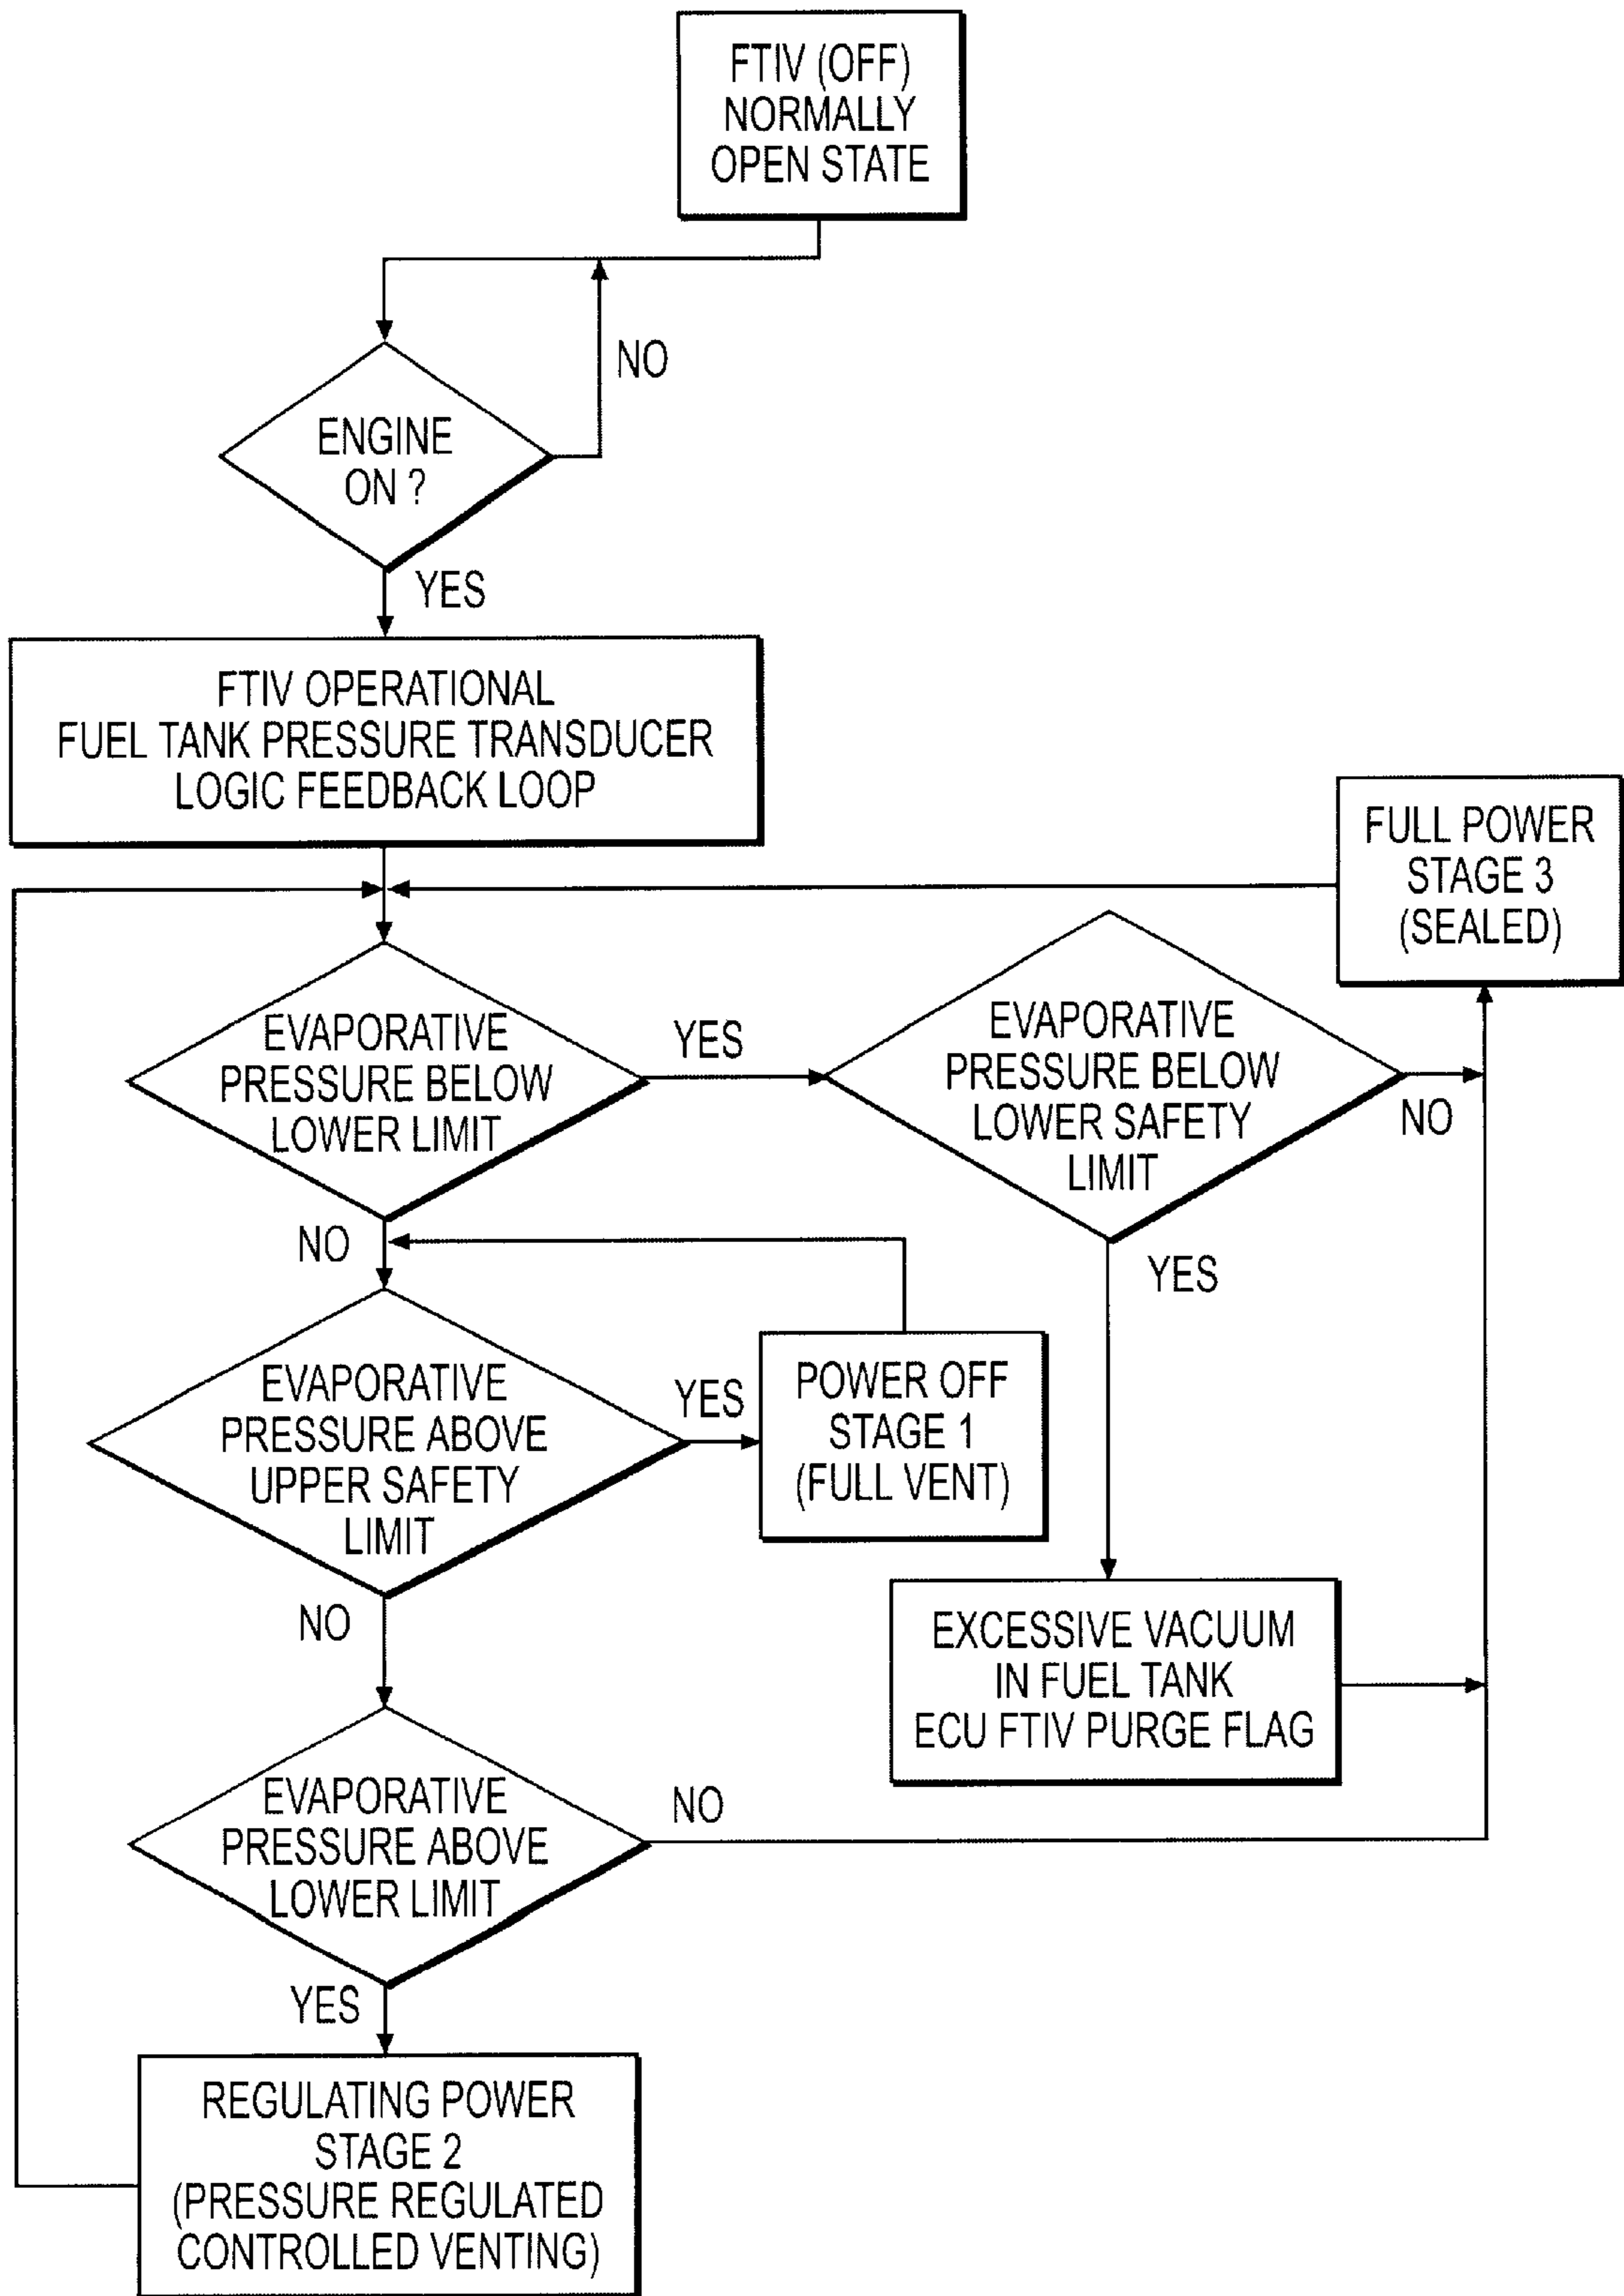 FTIV (OFF)
NORMALLY
OPEN STATE
NO
ENGINE
ON ?
YES
FTIV OPERATIONAL
FUEL TANK PRESSURE TRANSDUCER
LOGIC FEEDBACK LOOP
FULL POWER
STAGE 3
(SEALED)
EVAPORATIVE
PRESSURE BELOW
LOWER LIMIT
YES
EVAPORATIVE
PRESSURE BELOW
LOWER SAFETY
LIMIT
NO
NO
YES
EVAPORATIVE
PRESSURE ABOVE
UPPER SAFETY
LIMIT
YES
POWER OFF
STAGE 1
(FULL VENT)
NO
EXCESSIVE VACUUM
IN FUEL TANK
ECU FTIV PURGE FLAG
EVAPORATIVE
PRESSURE ABOVE
LOWER LIMIT
NO
YES
REGULATING POWER
STAGE 2
(PRESSURE REGULATED
CONTROLLED VENTING)